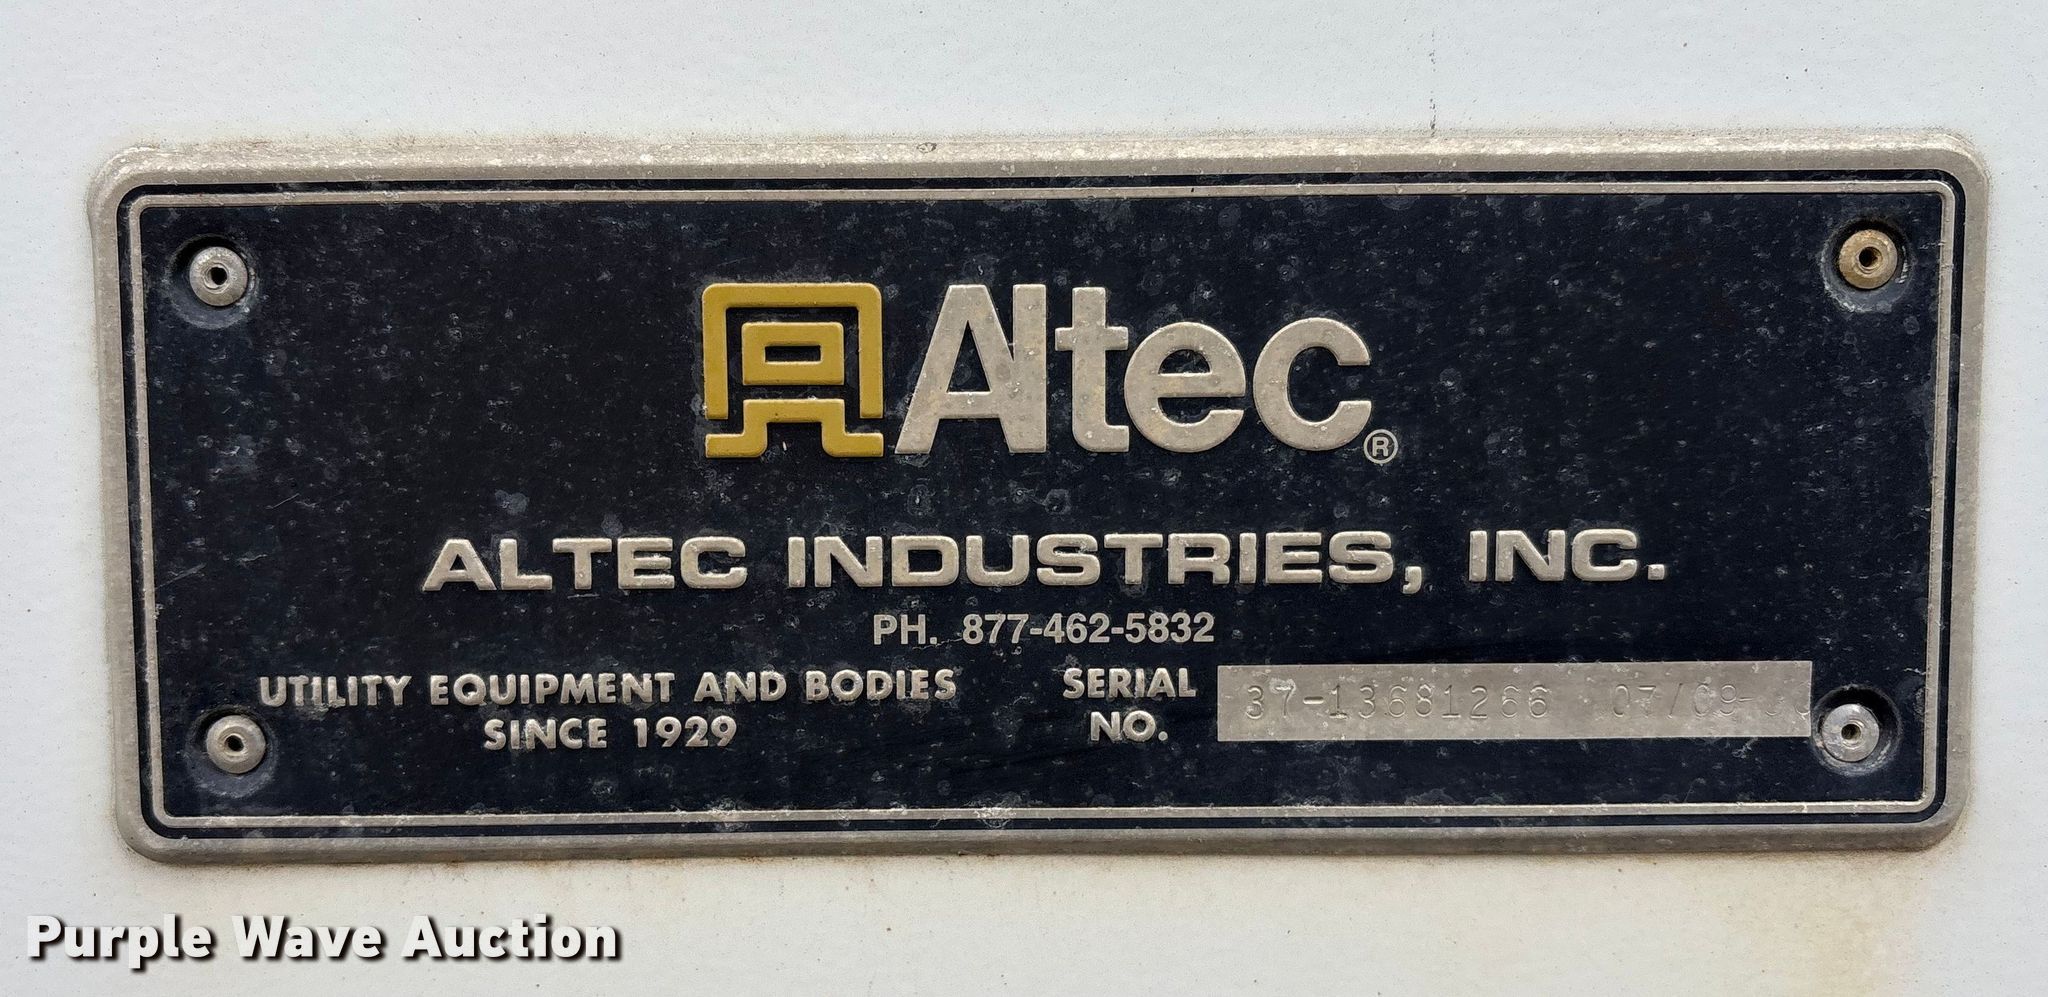 Altec®
ALTEC INDUSTRIES, INC.
PH. 877-462-5832
UTILITY EQUIPMENT AND BODIES
SINCE 1929
SERIAL
NO.
37-13681266
Purple Wave Auction